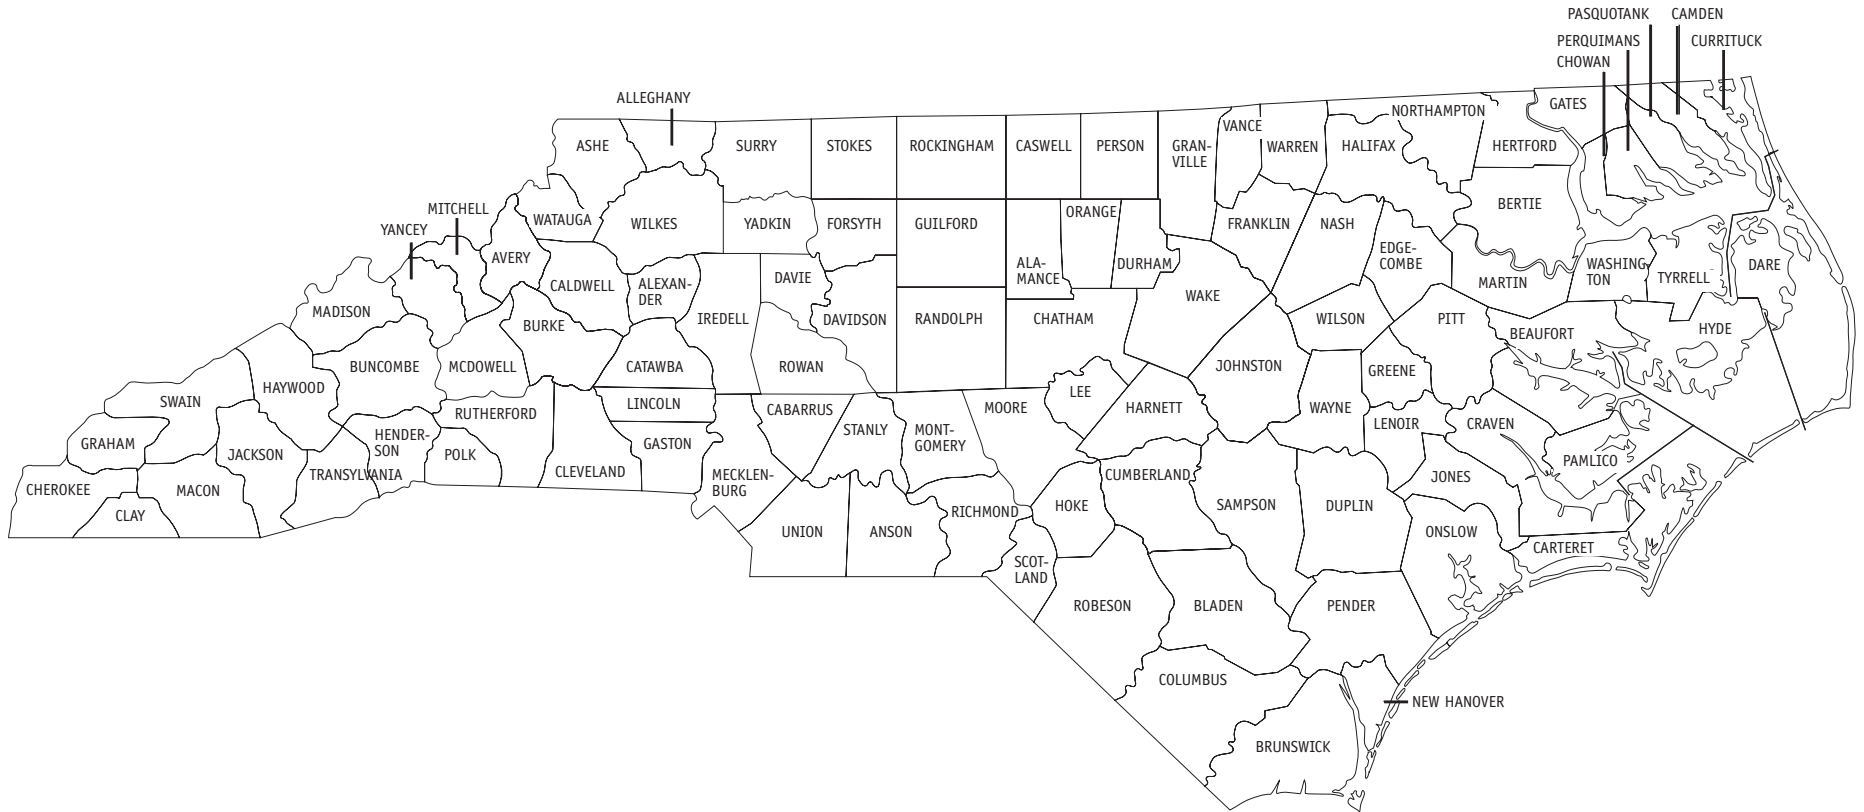 PASQUOTANK
CAMDEN
PERQUIMANS
CURRITUCK
CHOWAN
ALLEGHANY
GATES
NORTHAMPTON
VANCE
ASHE
SURRY
STOKES
ROCKINGHAM
CASWELL
PERSON
GRAN-
VILLE
WARREN
HALIFAX
HERTFORD
MITCHELL
YANCEY
WATAUGA
WILKES
YADKIN
FORSYTH
GUILFORD
ORANGE
FRANKLIN
NASH
BERTIE
AVERY
CALDWELL
ALEXAN-
DER
DAVIE
ALA-
MANCE
DURHAM
EDGE-
COMBE
MARTIN
WASHING
TON
TYRRELL
DARE
MADISON
BURKE
IREDELL
DAVIDSON
RANDOLPH
CHATHAM
WAKE
WILSON
PITT
BEAUFORT
HYDE
BUNCOMBE
MCDOWELL
CATAWBA
ROWAN
JOHNSTON
GREENE
HAYWOOD
SWAIN
RUTHERFORD
LINCOLN
CABARRUS
MOORE
LEE
HARNETT
WAYNE
LENOIR
CRAVEN
GRAHAM
JACKSON
HENDER-
SON
POLK
GASTON
STANLY
MONT-
GOMERY
PAMLICO
TRANSYLVANIA
CLEVELAND
MECKLEN-
BURG
CUMBERLAND
JONES
CHEROKEE
MACON
CLAY
UNION
ANSON
RICHMOND
HOKE
SAMPSON
DUPLIN
ONSLOW
CARTERET
SCOT-
LAND
ROBESON
BLADEN
PENDER
COLUMBUS
NEW HANOVER
BRUNSWICK